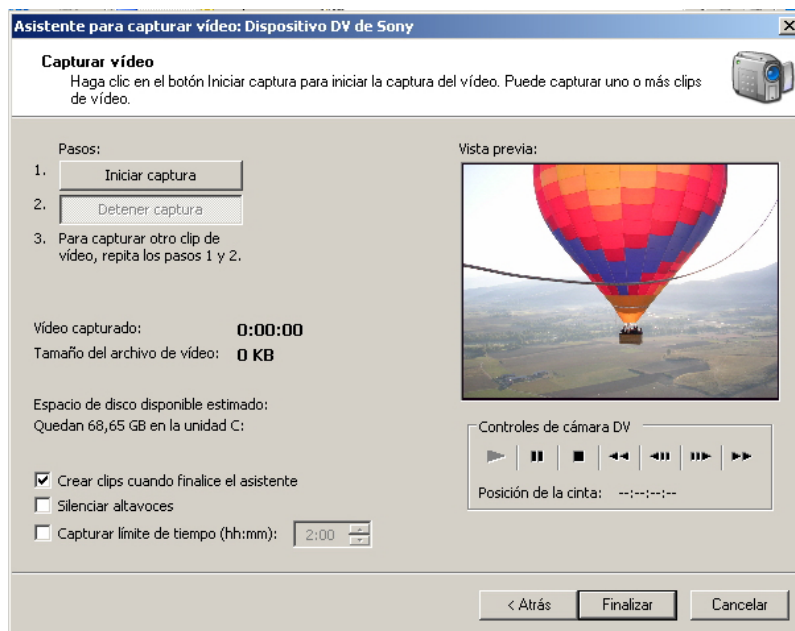 Asistente para capturar vídeo: Dispositivo DV de Sony
Capturar vídeo
Haga clic en el botón Iniciar captura para iniciar la captura del vídeo. Puede capturar uno o más clips
de vídeo.
Pasos:
1. Iniciar captura
2. Detener captura
3. Para capturar otro clip de
vídeo, repita los pasos 1 y 2.
Vídeo capturado: 0:00:00
Tamaño del archivo de vídeo: 0 KB
Espacio de disco disponible estimado:
Quedan 68,65 GB en la unidad C:
Crear clips cuando finalice el asistente
Silenciar altavoces
Capturar límite de tiempo (hh:mm): 2:00
Vista previa:
Controles de cámara DV
Posición de la cinta: --:--:--:--
< Atrás Finalizar Cancelar